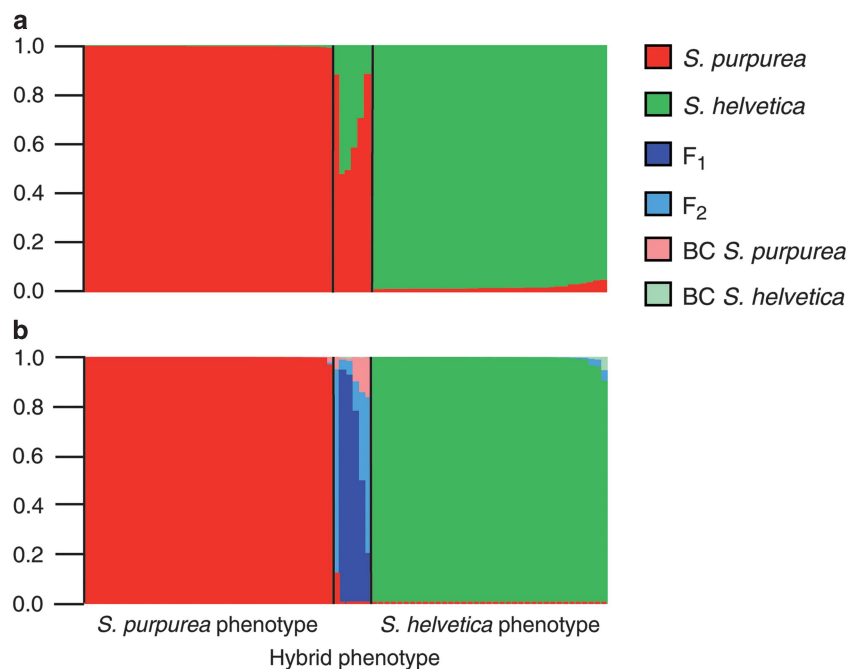 a
1.0
0.8
0.6
0.4
0.2
0.0
S. purpurea
S. helvetica
F1
F2
BC S. purpurea
BC S. helvetica
b
1.0
0.8
0.6
0.4
0.2
0.0
S. purpurea phenotype
S. helvetica phenotype
Hybrid phenotype